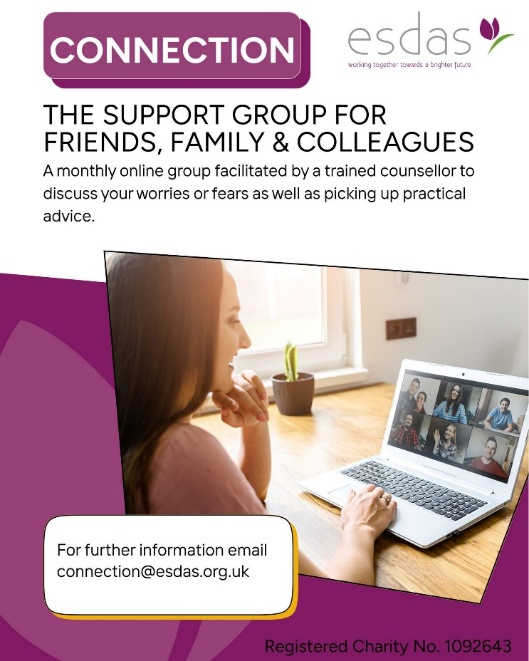 CONNECTION
esdas
working together towards a brighter future
THE SUPPORT GROUP FOR
FRIENDS, FAMILY & COLLEAGUES
A monthly online group facilitated by a trained counsellor to
discuss your worries or fears as well as picking up practical
advice.
For further information email
connection@esdas.org.uk
Registered Charity No. 1092643